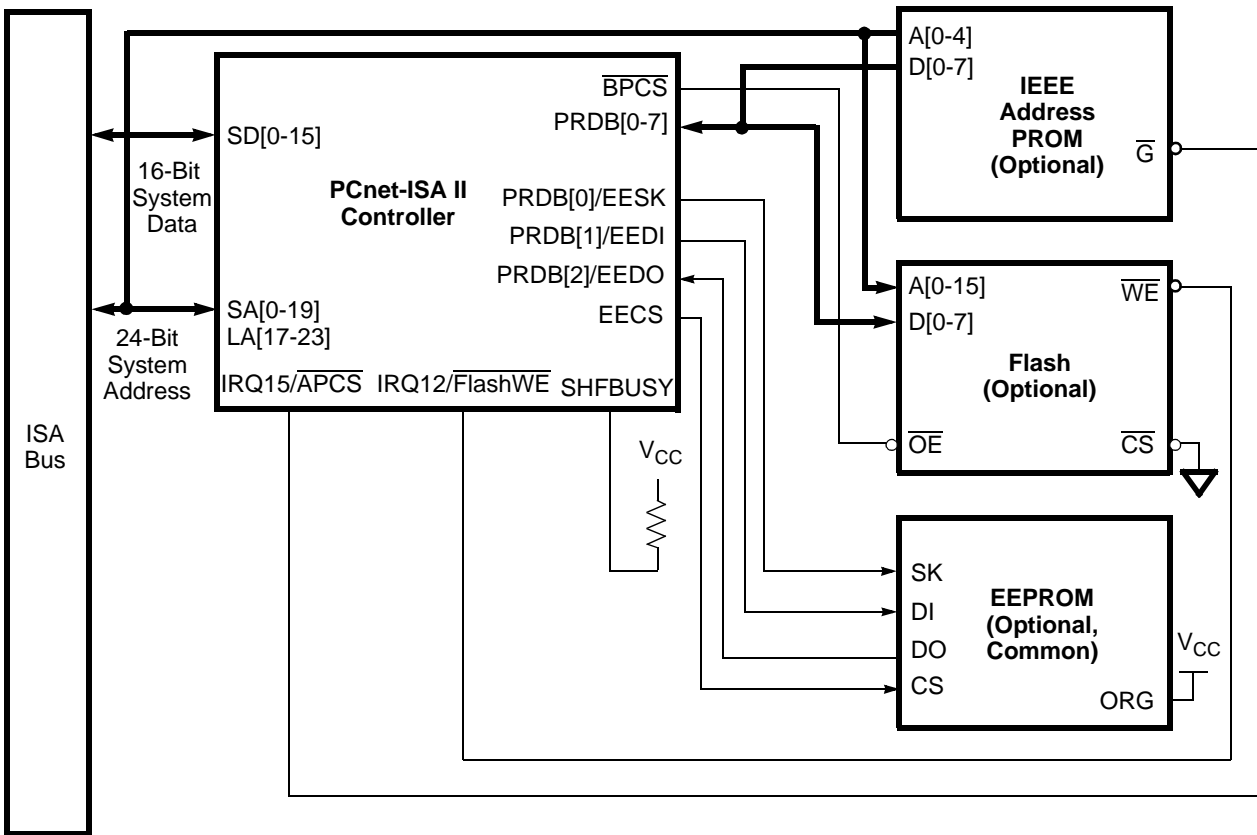 ISA
Bus
16-Bit
System
Data
24-Bit
System
Address
PCnet-ISA II
Controller
SD[0-15]
SA[0-19]
LA[17-23]
BPCS
PRDB[0-7]
PRDB[0]/EESK
PRDB[1]/EEDI
PRDB[2]/EEDO
EECS
IRQ15/APCS
IRQ12/FlashWE
SHFBUSY
VCC
A[0-4]
D[0-7]
IEEE
Address
PROM
(Optional)
G
A[0-15]
D[0-7]
WE
Flash
(Optional)
OE
CS
SK
DI
DO
CS
EEPROM
(Optional,
Common)
ORG
VCC